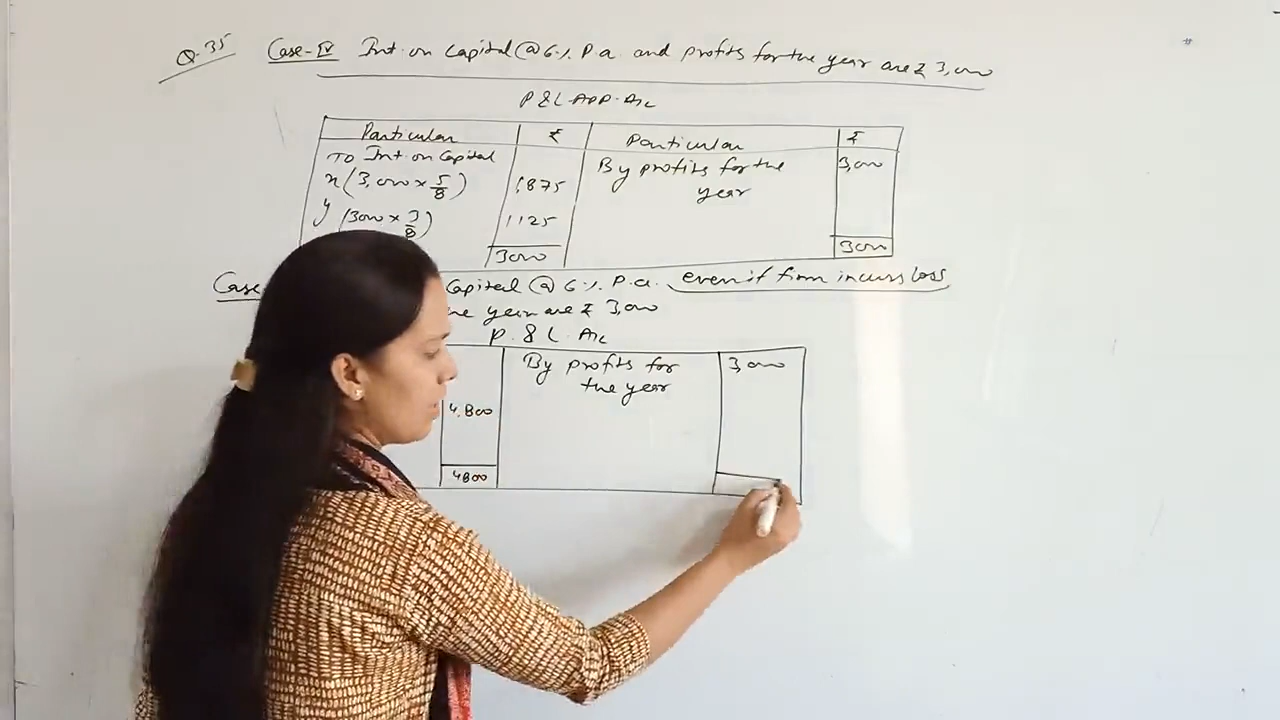 Q.35 Case-IV Int. on Capital @ 6.%. P.a. and profits for the year are ₹ 3,000
P & L. APP. A/c
Particular ₹ Particular ₹
To Int on Capital By profits for the 3,000
x (3,000 × 5/8) 1,875 year
y (3000 × 3/8) 1125
3000 3000
Case Capital @ 6.%. P.a. even if firm incurs loss
year are ₹ 3,000
P. & L. A/c
By profits for 3,000
the year
4,800
4800